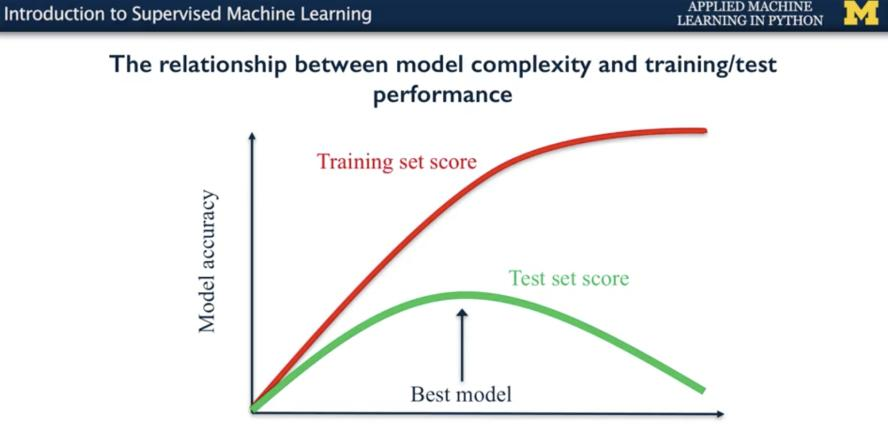 Introduction to Supervised Machine Learning
APPLIED MACHINE
LEARNING IN PYTHON
M
The relationship between model complexity and training/test
performance
Training set score
Model accuracy
Test set score
Best model